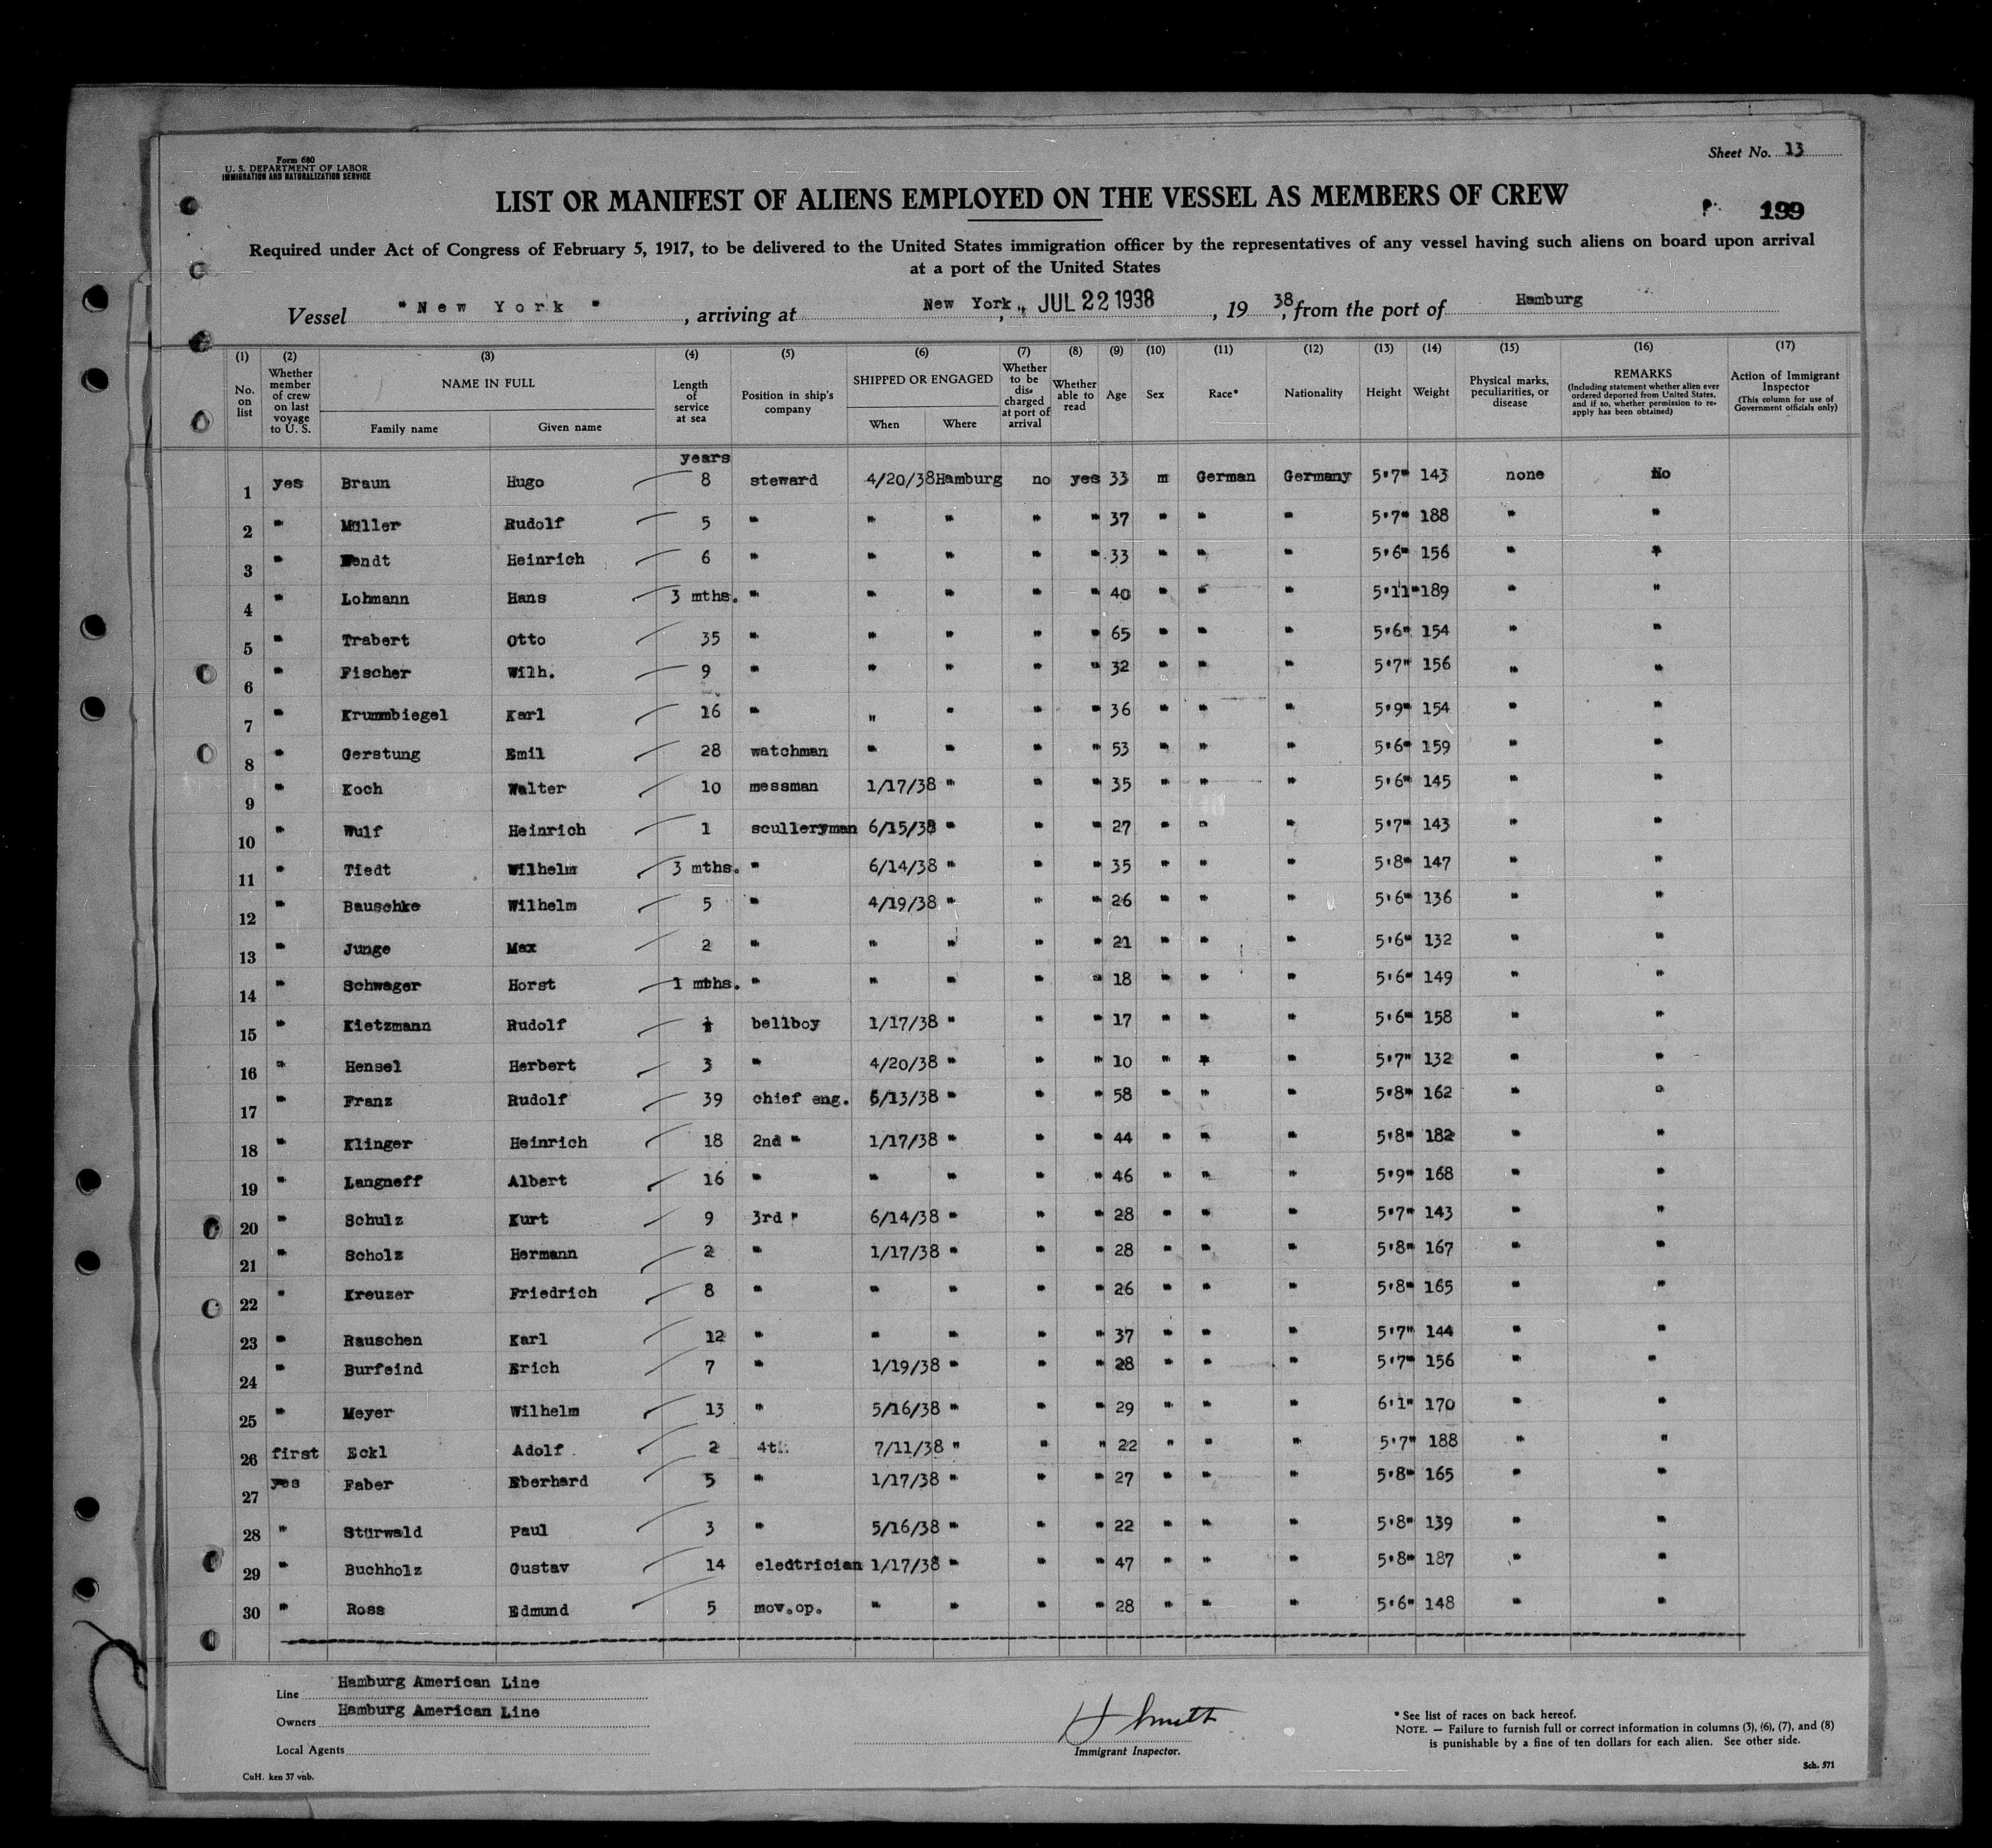 Form 680
U. S. DEPARTMENT OF LABOR
IMMIGRATION AND NATURALIZATION SERVICE
Sheet No. 13
LIST OR MANIFEST OF ALIENS EMPLOYED ON THE VESSEL AS MEMBERS OF CREW
P. 199
Required under Act of Congress of February 5, 1917, to be delivered to the United States immigration officer by the representatives of any vessel having such aliens on board upon arrival
at a port of the United States
Vessel "New York", arriving at New York, JUL 22 1938, 1938, from the port of Hamburg
(1) (2) (3) (4) (5) (6) (7) (8) (9) (10) (11) (12) (13) (14) (15) (16) (17)
No. on list
Whether member of crew on last voyage to U. S.
NAME IN FULL
Family name
Given name
Length of service at sea
Position in ship's company
SHIPPED OR ENGAGED
When
Where
Whether to be discharged at port of arrival
Whether able to read
Age
Sex
Race*
Nationality
Height
Weight
Physical marks, peculiarities, or disease
REMARKS
(Including statement whether alien ever ordered deported from United States, and if so, whether permission to reapply has been obtained)
Action of Immigrant Inspector
(This column for use of Government officials only)
years
1 yes Braun Hugo 8 steward 4/20/38 Hamburg no yes 33 m German Germany 5'7" 143 none No
2 " Müller Rudolf 5 " " " " " 37 " " " 5'7" 188 " "
3 " Wendt Heinrich 6 " " " " " 33 " " " 5'6" 156 " "
4 " Lohmann Hans 3 mths. " " " " " 40 " " " 5'11" 189 " "
5 " Trabert Otto 35 " " " " " 65 " " " 5'6" 154 " "
6 " Fischer Wilh. 9 " " " " " 32 " " " 5'7" 156 " "
7 " Krummbiegel Karl 16 " " " " " 36 " " " 5'9" 154 " "
8 " Gerstung Emil 28 watchman " " " " 53 " " " 5'6" 159 " "
9 " Koch Walter 10 messman 1/17/38 " " " 35 " " " 5'6" 145 " "
10 " Wulf Heinrich 1 sculleryman 6/15/38 " " " 27 " " " 5'7" 143 " "
11 " Tiedt Wilhelm 3 mths. " 6/14/38 " " " 35 " " " 5'8" 147 " "
12 " Bauschke Wilhelm 5 " 4/19/38 " " " 26 " " " 5'6" 136 " "
13 " Junge Max 2 " " " " " 21 " " " 5'6" 132 " "
14 " Schwager Horst 1 mths. " " " " " 18 " " " 5'6" 149 " "
15 " Kietzmann Rudolf ½ bellboy 1/17/38 " " " 17 " " " 5'6" 158 " "
16 " Hensel Herbert 3 " 4/20/38 " " " 10 " " " 5'7" 132 " "
17 " Franz Rudolf 39 chief eng. 6/13/38 " " " 58 " " " 5'8" 162 " "
18 " Klinger Heinrich 18 2nd " 1/17/38 " " " 44 " " " 5'8" 182 " "
19 " Langneff Albert 16 " " " " " 46 " " " 5'9" 168 " "
20 " Schulz Kurt 9 3rd " 6/14/38 " " " 28 " " " 5'7" 143 " "
21 " Scholz Hermann 2 " 1/17/38 " " " 28 " " " 5'8" 167 " "
22 " Kreuzer Friedrich 8 " " " " " 26 " " " 5'8" 165 " "
23 " Rauschen Karl 12 " " " " " 37 " " " 5'7" 144 " "
24 " Burfeind Erich 7 " 1/19/38 " " " 28 " " " 5'7" 156 " "
25 " Meyer Wilhelm 13 " 5/16/38 " " " 29 " " " 6'1" 170 " "
26 first Eckl Adolf 2 4th 7/11/38 " " " 22 " " " 5'7" 188 " "
27 yes Faber Eberhard 5 " 1/17/38 " " " 27 " " " 5'8" 165 " "
28 " Stürwald Paul 3 " 5/16/38 " " " 22 " " " 5'8" 139 " "
29 " Buchholz Gustav 14 eledtrician 1/17/38 " " " 47 " " " 5'8" 187 " "
30 " Ross Edmund 5 mov.op. " " " " 28 " " " 5'6" 148 " "
Line Hamburg American Line
Owners Hamburg American Line
Local Agents
H Smith
Immigrant Inspector.
* See list of races on back hereof.
NOTE. — Failure to furnish full or correct information in columns (3), (6), (7), and (8)
is punishable by a fine of ten dollars for each alien. See other side.
CuH. ken 37 vnb.
Sch. 571